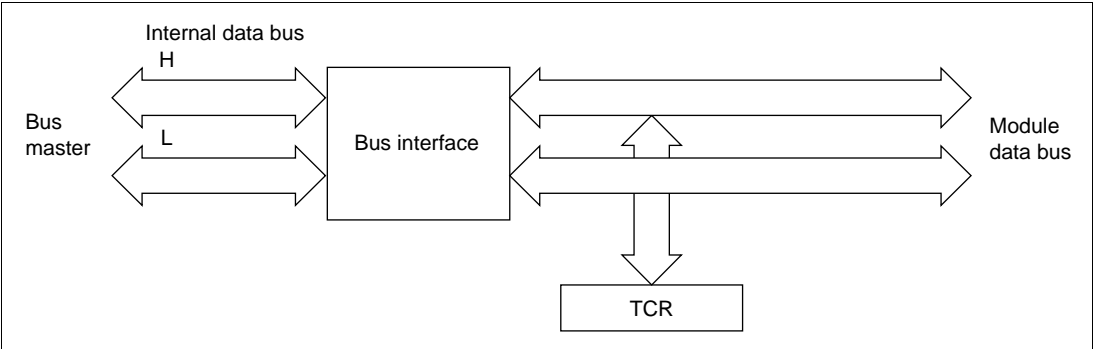 Internal data bus
H
Bus
master
L
Bus interface
Module
data bus
TCR